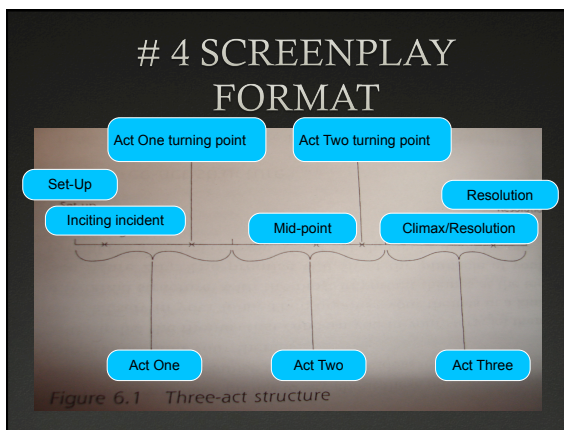 # 4 SCREENPLAY
FORMAT
Act One turning point
Act Two turning point
Set-Up
Resolution
Inciting incident
Mid-point
Climax/Resolution
Act One
Act Two
Act Three
Figure 6.1 Three-act structure